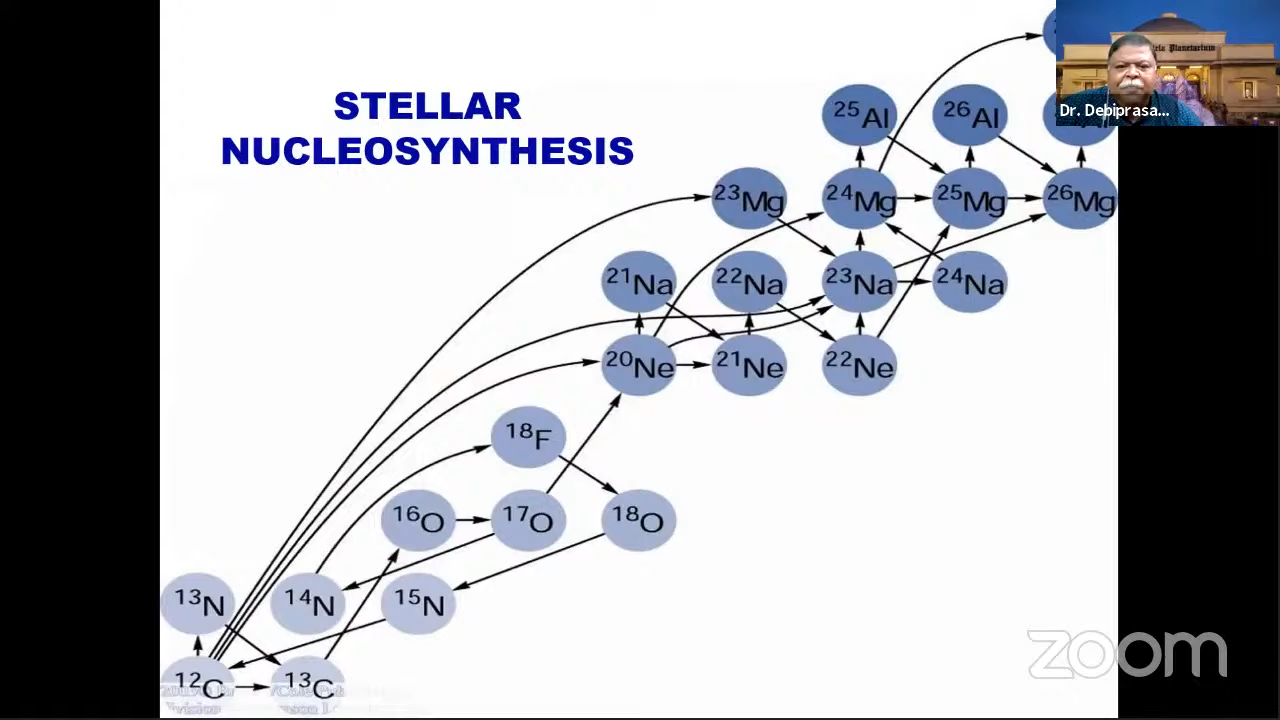 STELLAR
NUCLEOSYNTHESIS
Dr. Debiprasa...
25Al
26Al
23Mg
24Mg
25Mg
26Mg
21Na
22Na
23Na
24Na
20Ne
21Ne
22Ne
18F
16O
17O
18O
13N
14N
15N
12C
13C
zoom